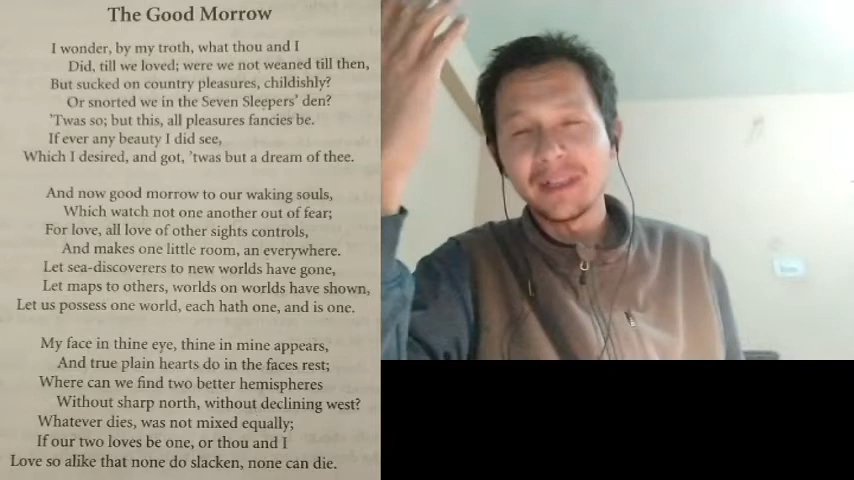 The Good Morrow
I wonder, by my troth, what thou and I
Did, till we loved; were we not weaned till then,
But sucked on country pleasures, childishly?
Or snorted we in the Seven Sleepers' den?
'Twas so; but this, all pleasures fancies be.
If ever any beauty I did see,
Which I desired, and got, 'twas but a dream of thee.
And now good morrow to our waking souls,
Which watch not one another out of fear;
For love, all love of other sights controls,
And makes one little room, an everywhere.
Let sea-discoverers to new worlds have gone,
Let maps to others, worlds on worlds have shown,
Let us possess one world, each hath one, and is one.
My face in thine eye, thine in mine appears,
And true plain hearts do in the faces rest;
Where can we find two better hemispheres
Without sharp north, without declining west?
Whatever dies, was not mixed equally;
If our two loves be one, or thou and I
Love so alike that none do slacken, none can die.